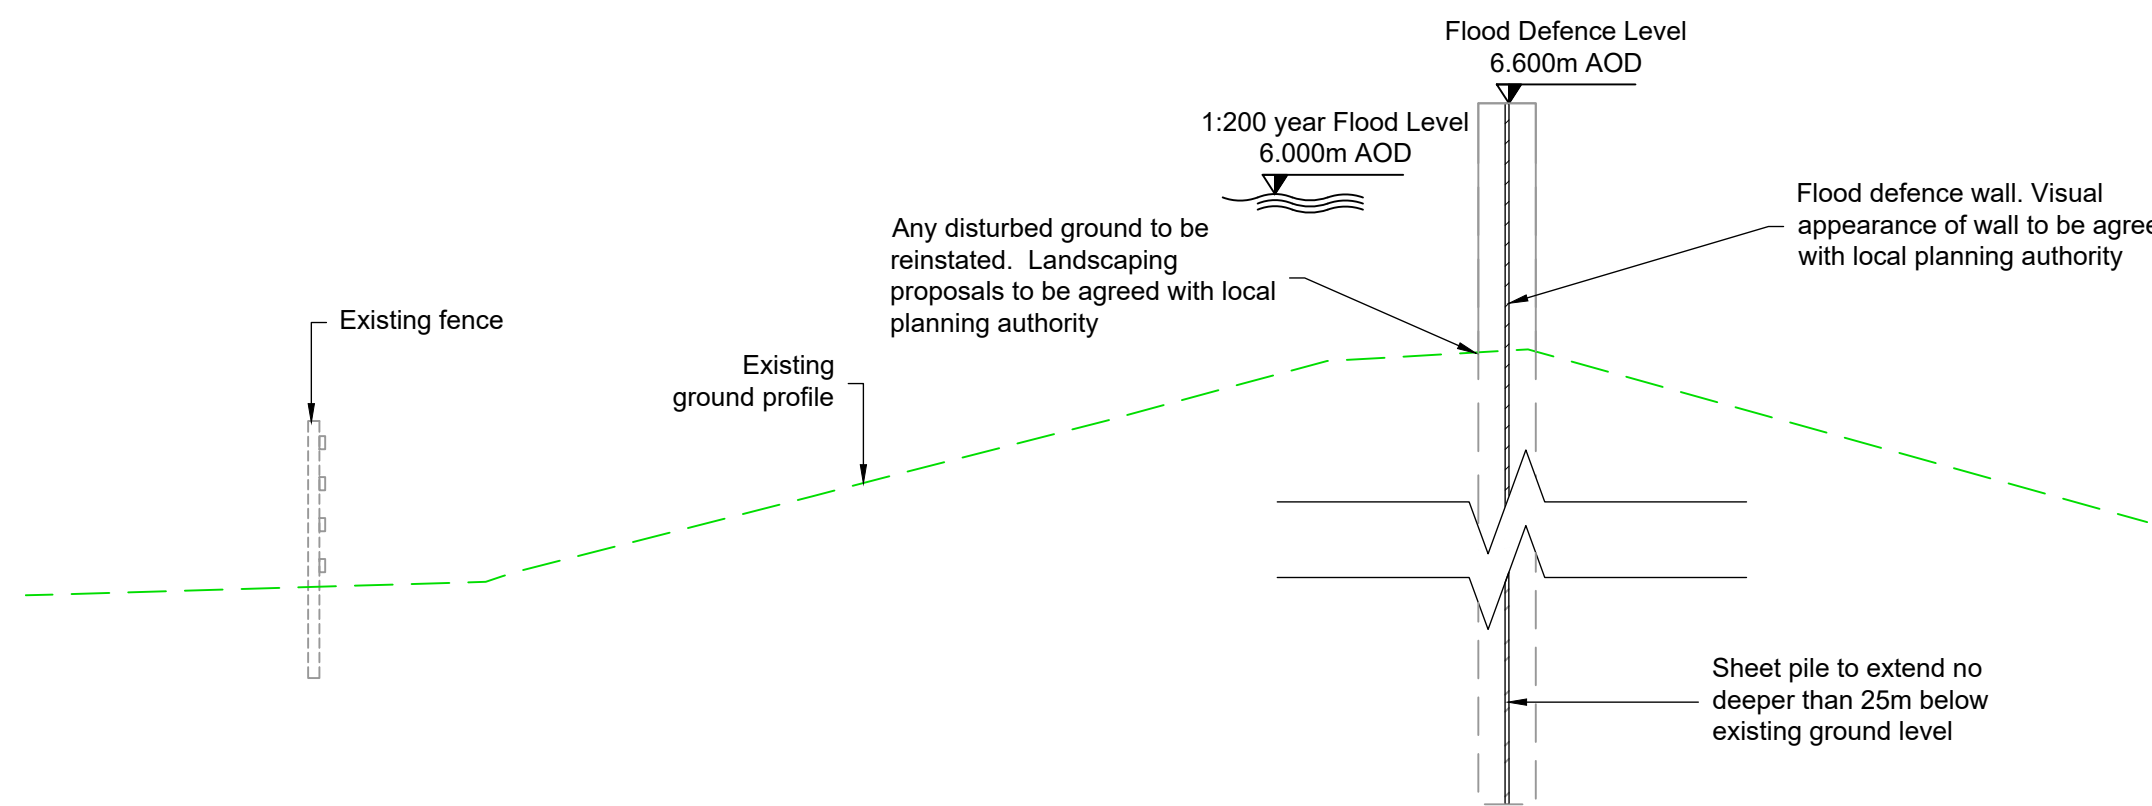 Flood Defence Level
6.600m AOD
1:200 year Flood Level
6.000m AOD
Flood defence wall. Visual
appearance of wall to be agree
with local planning authority
Any disturbed ground to be
reinstated.  Landscaping
proposals to be agreed with local
planning authority
Existing fence
Existing
ground profile
Sheet pile to extend no
deeper than 25m below
existing ground level